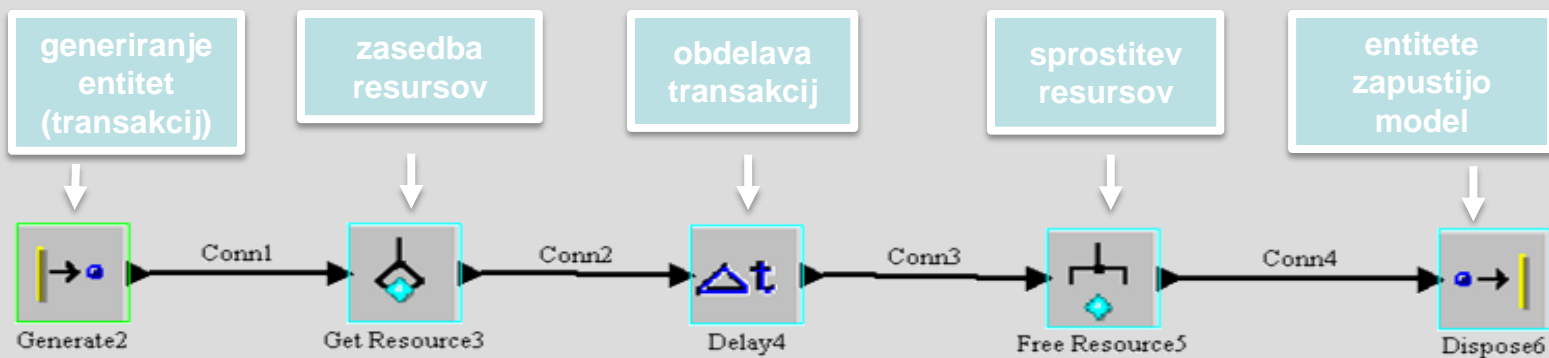 generiranje
entitet
(transakcij)
zasedba
resursov
obdelava
transakcij
sprostitev
resursov
entitete
zapustijo
model
Conn1
Conn2
Conn3
Conn4
Δt
Generate2
Get Resource3
Delay4
Free Resource5
Dispose6